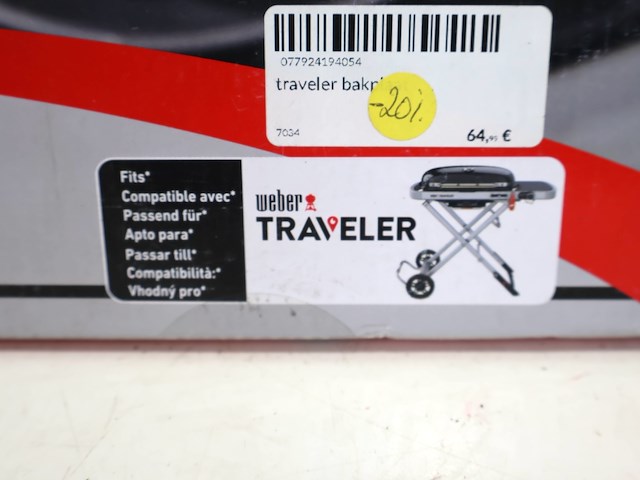 077924194054
traveler
-20%
7034
64,95 €
Fits*
Compatible avec*
Passend für*
Apto para*
Passar till*
Compatibilità:*
Vhodný pro*
weber
TRAVELER